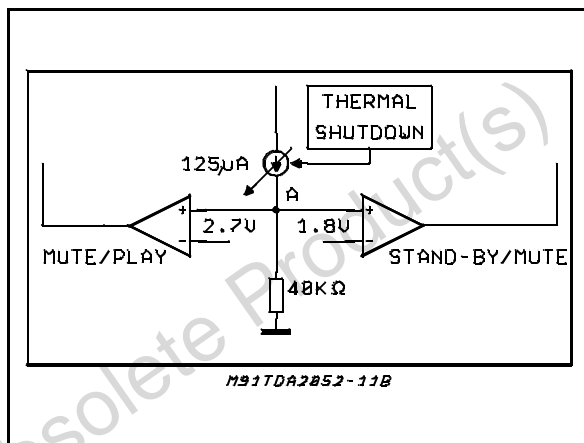 THERMAL
SHUTDOWN
125µA
A
+
2.7V
-
1.8V
+
-
MUTE/PLAY
STAND-BY/MUTE
40KΩ
M91TDA2052-11B
Obsolete Product(s)